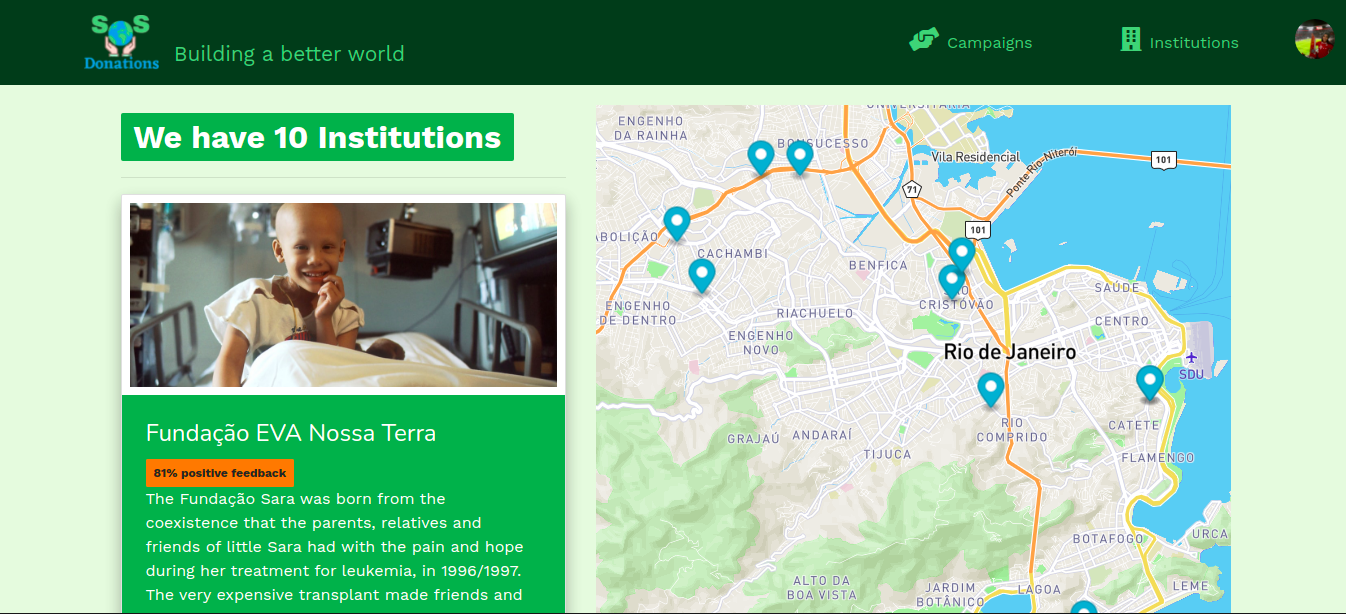 SOS
Donations
Building a better world
Campaigns
Institutions
We have 10 Institutions
Fundação EVA Nossa Terra
81% positive feedback
The Fundação Sara was born from the
coexistence that the parents, relatives and
friends of little Sara had with the pain and hope
during her treatment for leukemia, in 1996/1997.
The very expensive transplant made friends and
UNIVERSITÁRIA
ENGENHO
DA RAINHA
BONSUCESSO
Vila Residencial
Ponte Rio-Niterói
101
71
101
ABOLIÇÃO
CACHAMBI
BENFICA
SAÚDE
CRISTÓVÃO
ENGENHO
DE DENTRO
RIACHUELO
CENTRO
ENGENHO
NOVO
Rio de Janeiro
SDU
RIO
COMPRIDO
CATETE
GRAJAÚ
ANDARAÍ
TIJUCA
FLAMENGO
BOTAFOGO
URCA
ALTO DA
BOA VISTA
JARDIM
BOTÂNICO
LAGOA
LEME